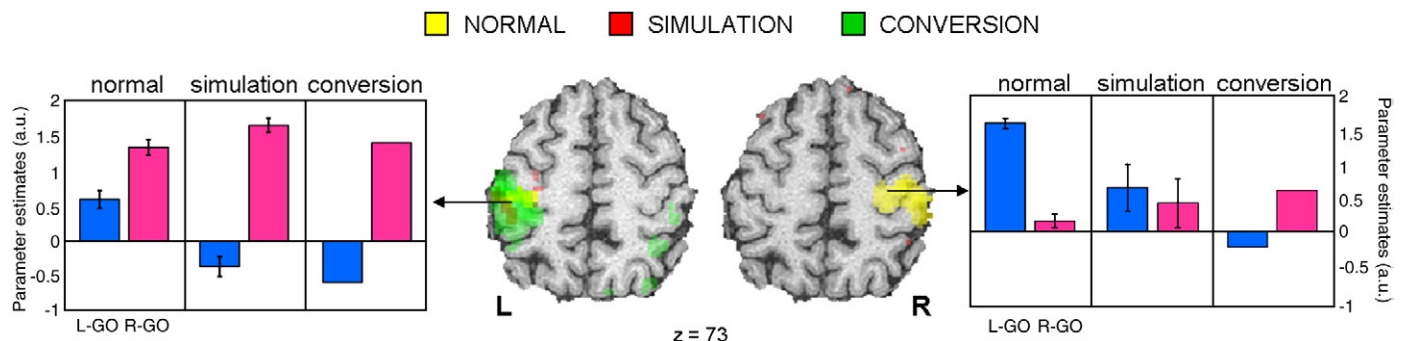 NORMAL SIMULATION CONVERSION
normal simulation conversion
Parameter estimates (a.u.)
2
1.5
1
0.5
0
-0.5
-1
L-GO R-GO
L
z = 73
R
normal simulation conversion
2
1.5
1
0.5
0
-0.5
-1
Parameter estimates (a.u.)
L-GO R-GO